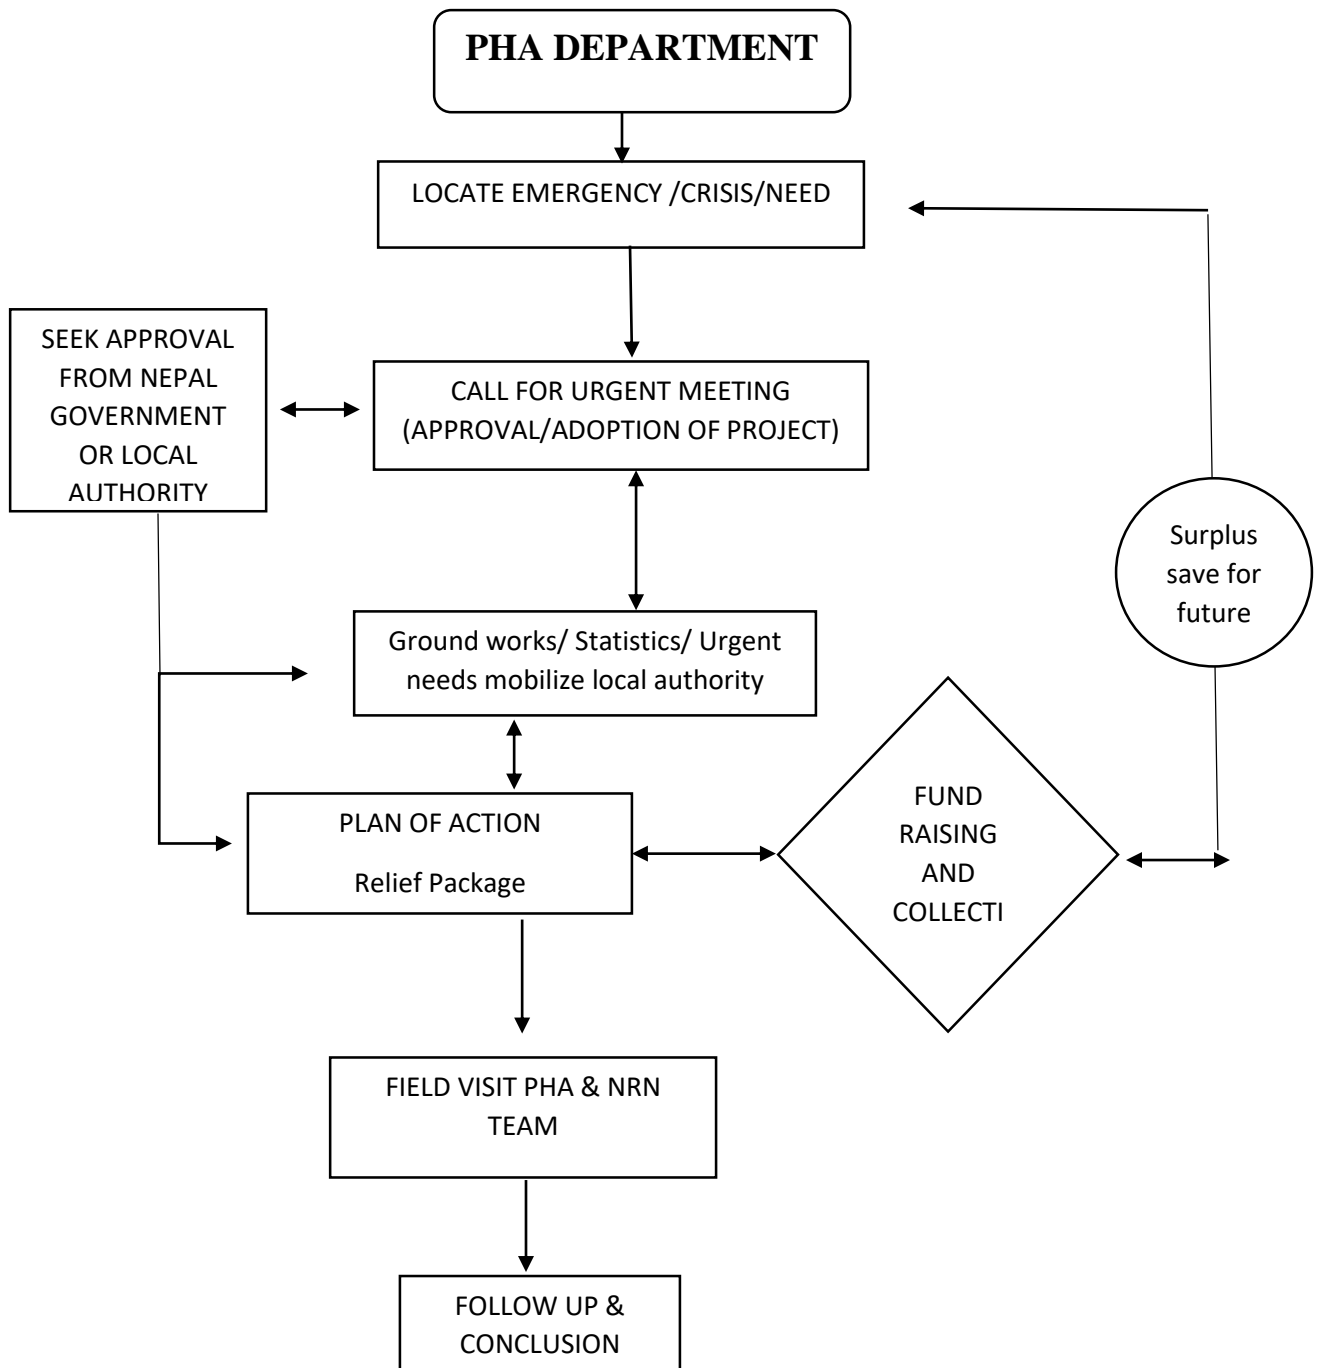 PHA DEPARTMENT
LOCATE EMERGENCY /CRISIS/NEED
SEEK APPROVAL
FROM NEPAL
GOVERNMENT
OR LOCAL
AUTHORITY
CALL FOR URGENT MEETING
(APPROVAL/ADOPTION OF PROJECT)
Surplus
save for
future
Ground works/ Statistics/ Urgent
needs mobilize local authority
PLAN OF ACTION
Relief Package
FUND
RAISING
AND
COLLECTI
FIELD VISIT PHA & NRN
TEAM
FOLLOW UP &
CONCLUSION